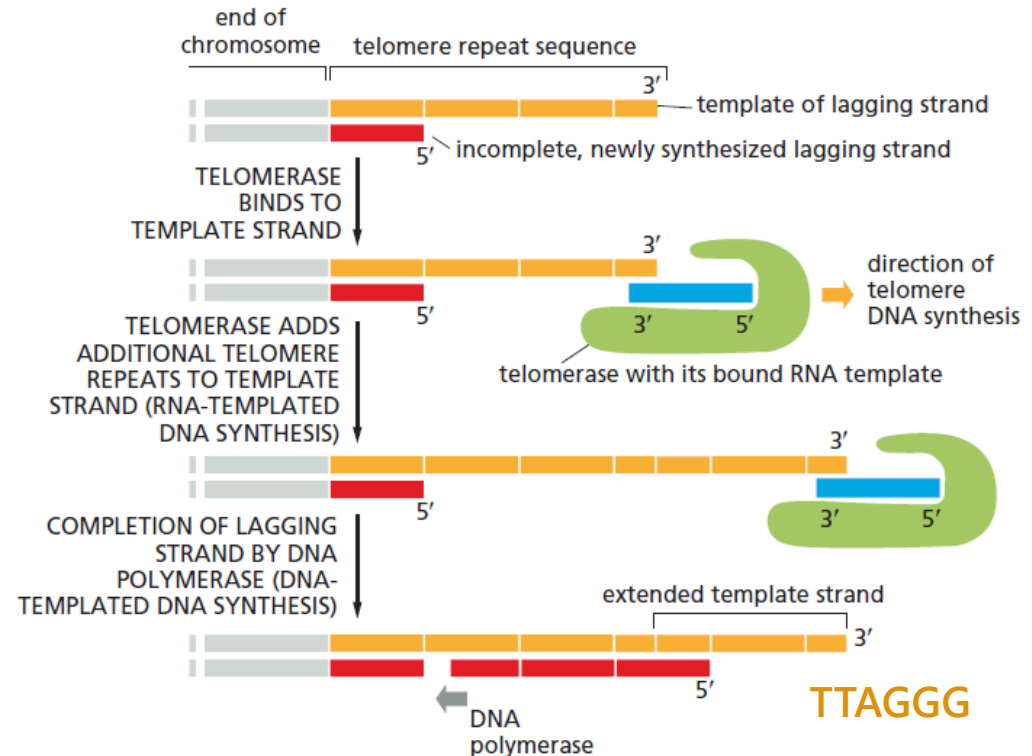 end of
chromosome
telomere repeat sequence
3′
template of lagging strand
5′
incomplete, newly synthesized lagging strand
TELOMERASE
BINDS TO
TEMPLATE STRAND
3′
3′
5′
direction of
telomere
DNA synthesis
5′
telomerase with its bound RNA template
TELOMERASE ADDS
ADDITIONAL TELOMERE
REPEATS TO TEMPLATE
STRAND (RNA-TEMPLATED
DNA SYNTHESIS)
3′
3′
5′
5′
COMPLETION OF LAGGING
STRAND BY DNA
POLYMERASE (DNA-
TEMPLATED DNA SYNTHESIS)
extended template strand
3′
5′
DNA
polymerase
TTAGGG